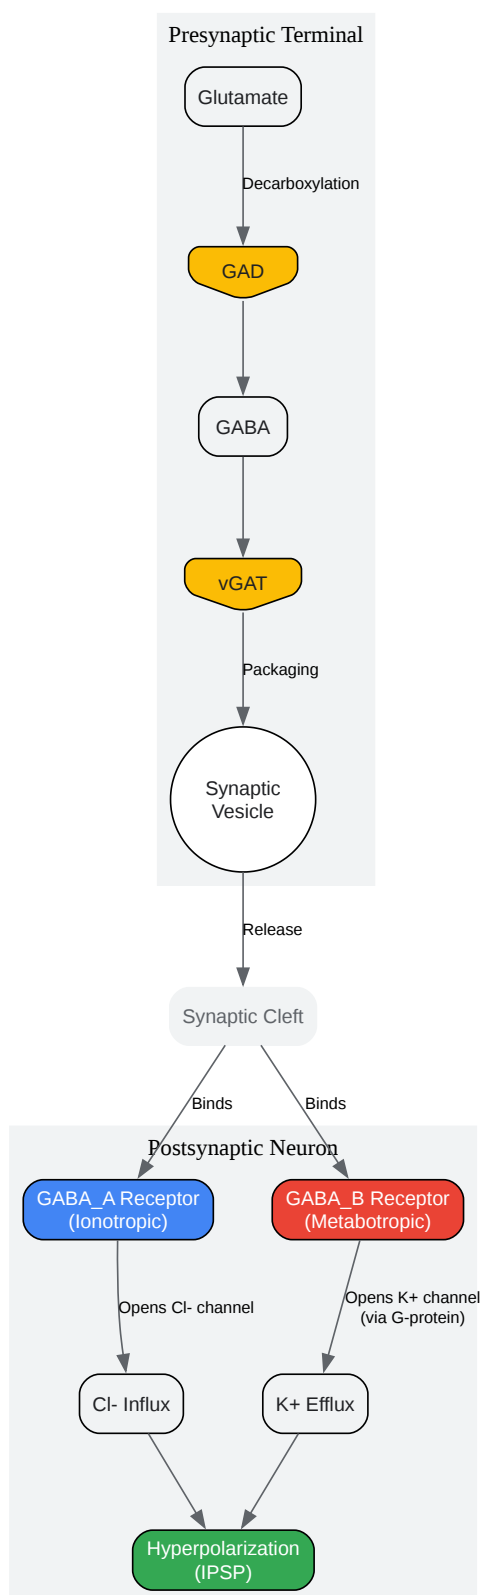 Presynaptic Terminal
Glutamate
Decarboxylation
GAD
GABA
vGAT
Packaging
Synaptic
Vesicle
Release
Synaptic Cleft
Binds
Binds
Postsynaptic Neuron
GABA_A Receptor
(Ionotropic)
GABA_B Receptor
(Metabotropic)
Opens Cl- channel
Opens K+ channel
(via G-protein)
Cl- Influx
K+ Efflux
Hyperpolarization
(IPSP)